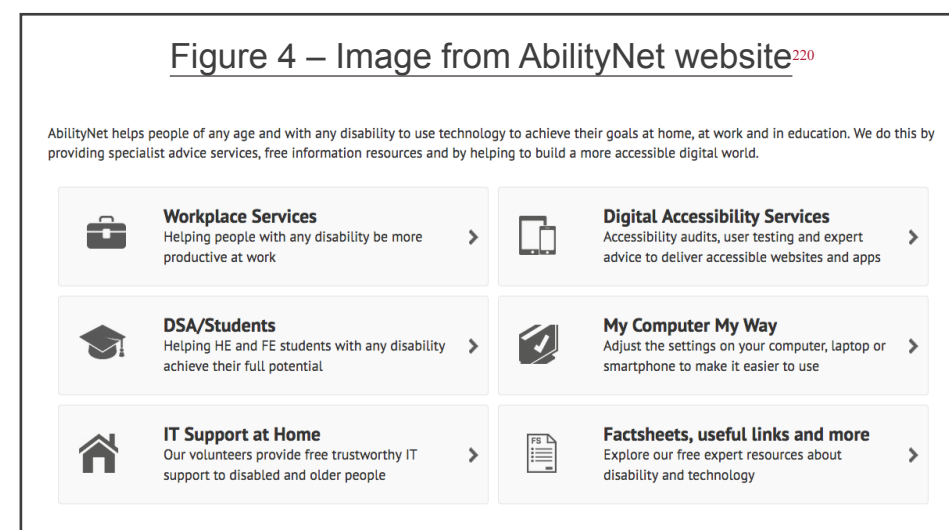 Figure 4 – Image from AbilityNet website220
AbilityNet helps people of any age and with any disability to use technology to achieve their goals at home, at work and in education. We do this by
providing specialist advice services, free information resources and by helping to build a more accessible digital world.
Workplace Services
Helping people with any disability be more
productive at work
Digital Accessibility Services
Accessibility audits, user testing and expert
advice to deliver accessible websites and apps
DSA/Students
Helping HE and FE students with any disability
achieve their full potential
My Computer My Way
Adjust the settings on your computer, laptop or
smartphone to make it easier to use
IT Support at Home
Our volunteers provide free trustworthy IT
support to disabled and older people
FS
Factsheets, useful links and more
Explore our free expert resources about
disability and technology